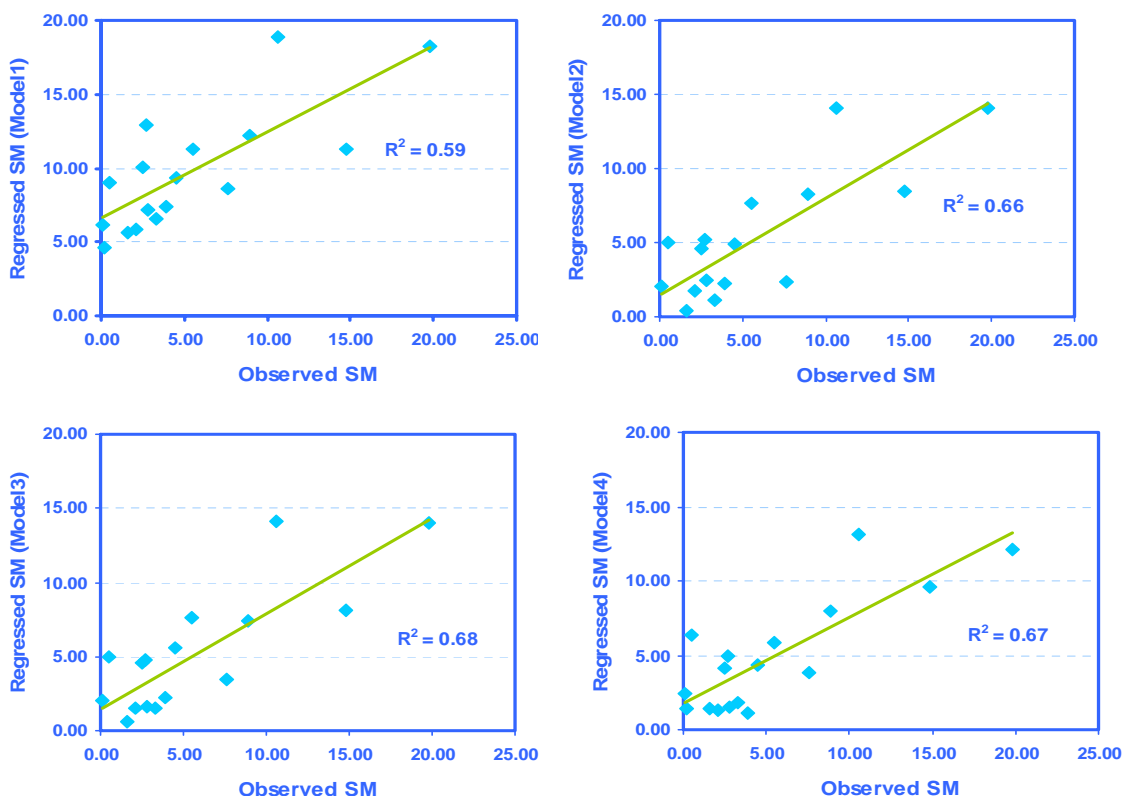 Regressed SM (Model1)
20.00
15.00
10.00
5.00
0.00
R² = 0.59
0.00 5.00 10.00 15.00 20.00 25.00
Observed SM
Regressed SM (Model2)
20.00
15.00
10.00
5.00
0.00
R² = 0.66
0.00 5.00 10.00 15.00 20.00 25.00
Observed SM
Regressed SM (Model3)
20.00
15.00
10.00
5.00
0.00
R² = 0.68
0.00 5.00 10.00 15.00 20.00 25.00
Observed SM
Regressed SM (Model4)
20.00
15.00
10.00
5.00
0.00
R² = 0.67
0.00 5.00 10.00 15.00 20.00 25.00
Observed SM